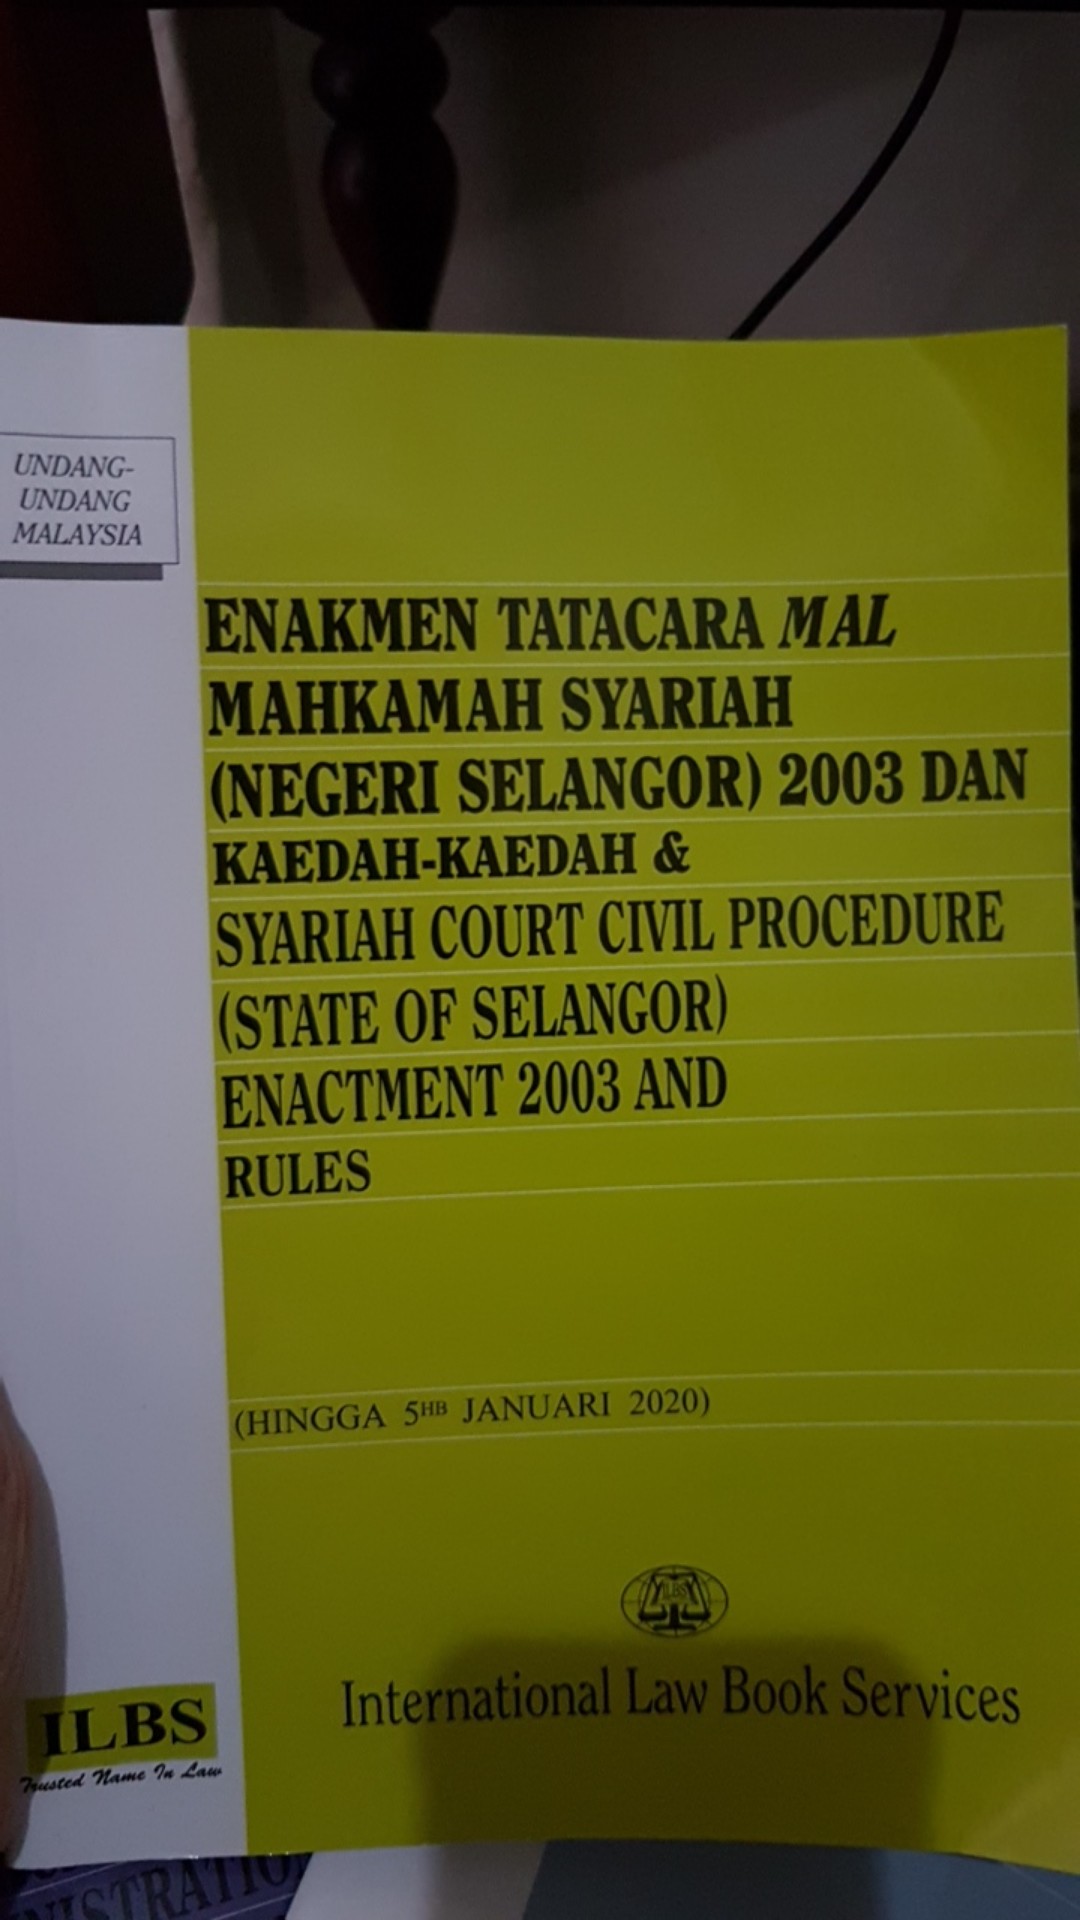 UNDANG-
UNDANG
MALAYSIA
ENAKMEN TATACARA MAL
MAHKAMAH SYARIAH
(NEGERI SELANGOR) 2003 DAN
KAEDAH-KAEDAH &
SYARIAH COURT CIVIL PROCEDURE
(STATE OF SELANGOR)
ENACTMENT 2003 AND
RULES
(HINGGA 5HB JANUARI 2020)
ILBS
International Law Book Services
ILBS
Trusted Name In Law